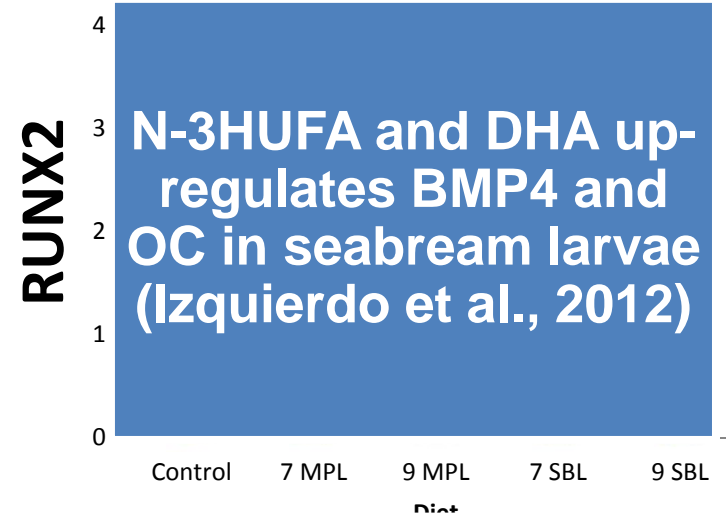 4
3
2
1
0
RUNX2
N-3HUFA and DHA up-
regulates BMP4 and
OC in seabream larvae
(Izquierdo et al., 2012)
Control 7 MPL 9 MPL 7 SBL 9 SBL
Diet